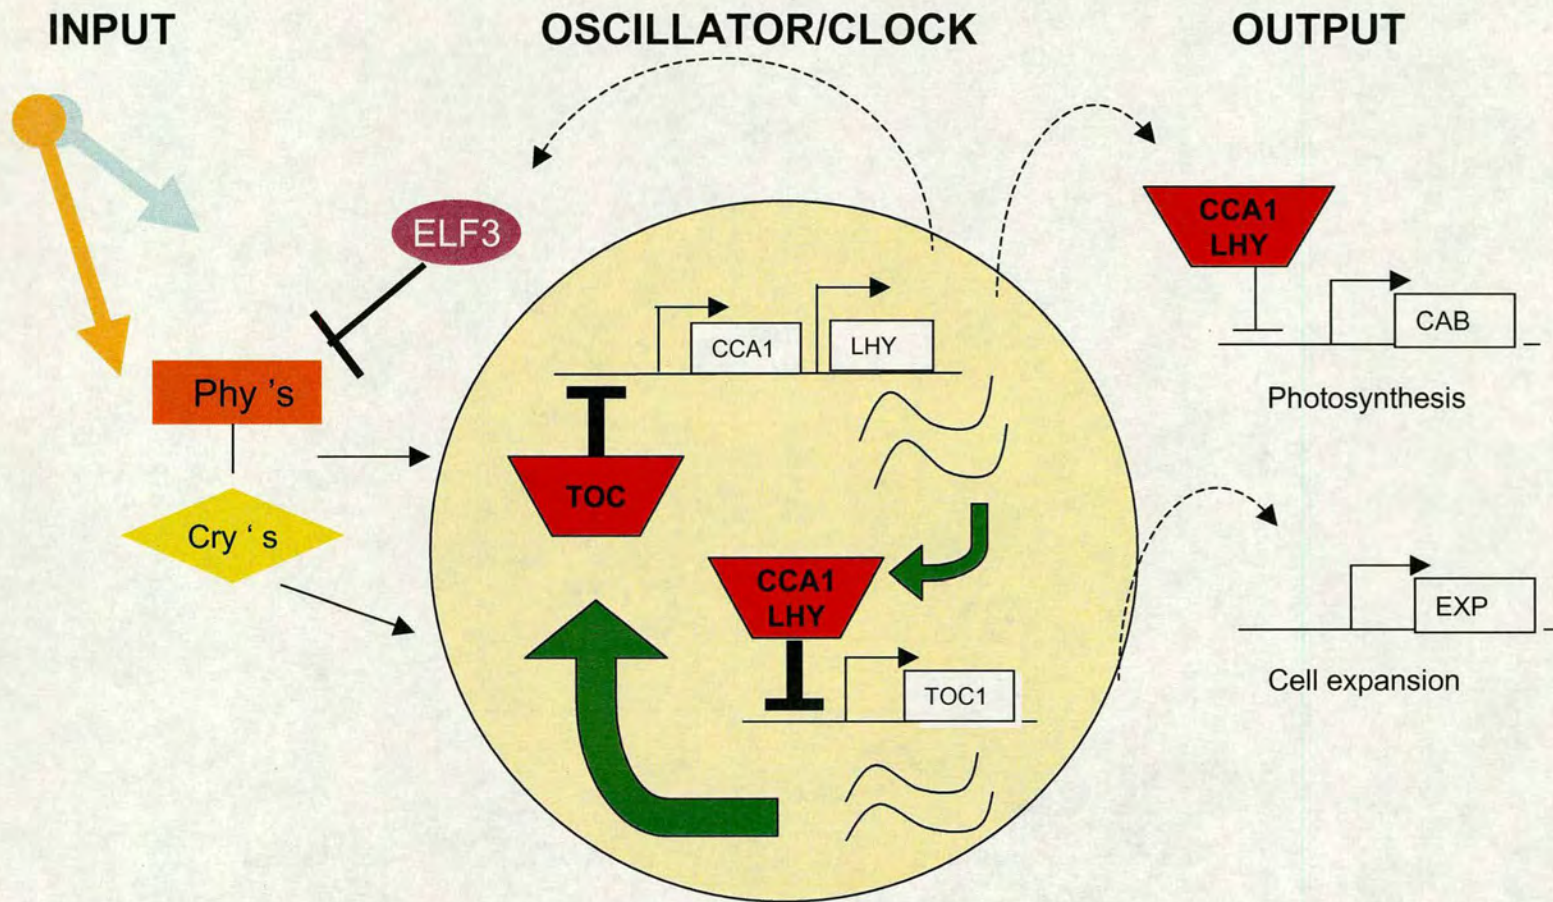 INPUT
OSCILLATOR/CLOCK
OUTPUT
ELF3
Phy 's
Cry ' s
CCA1
LHY
TOC
CCA1
LHY
TOC1
CCA1
LHY
CAB
Photosynthesis
EXP
Cell expansion